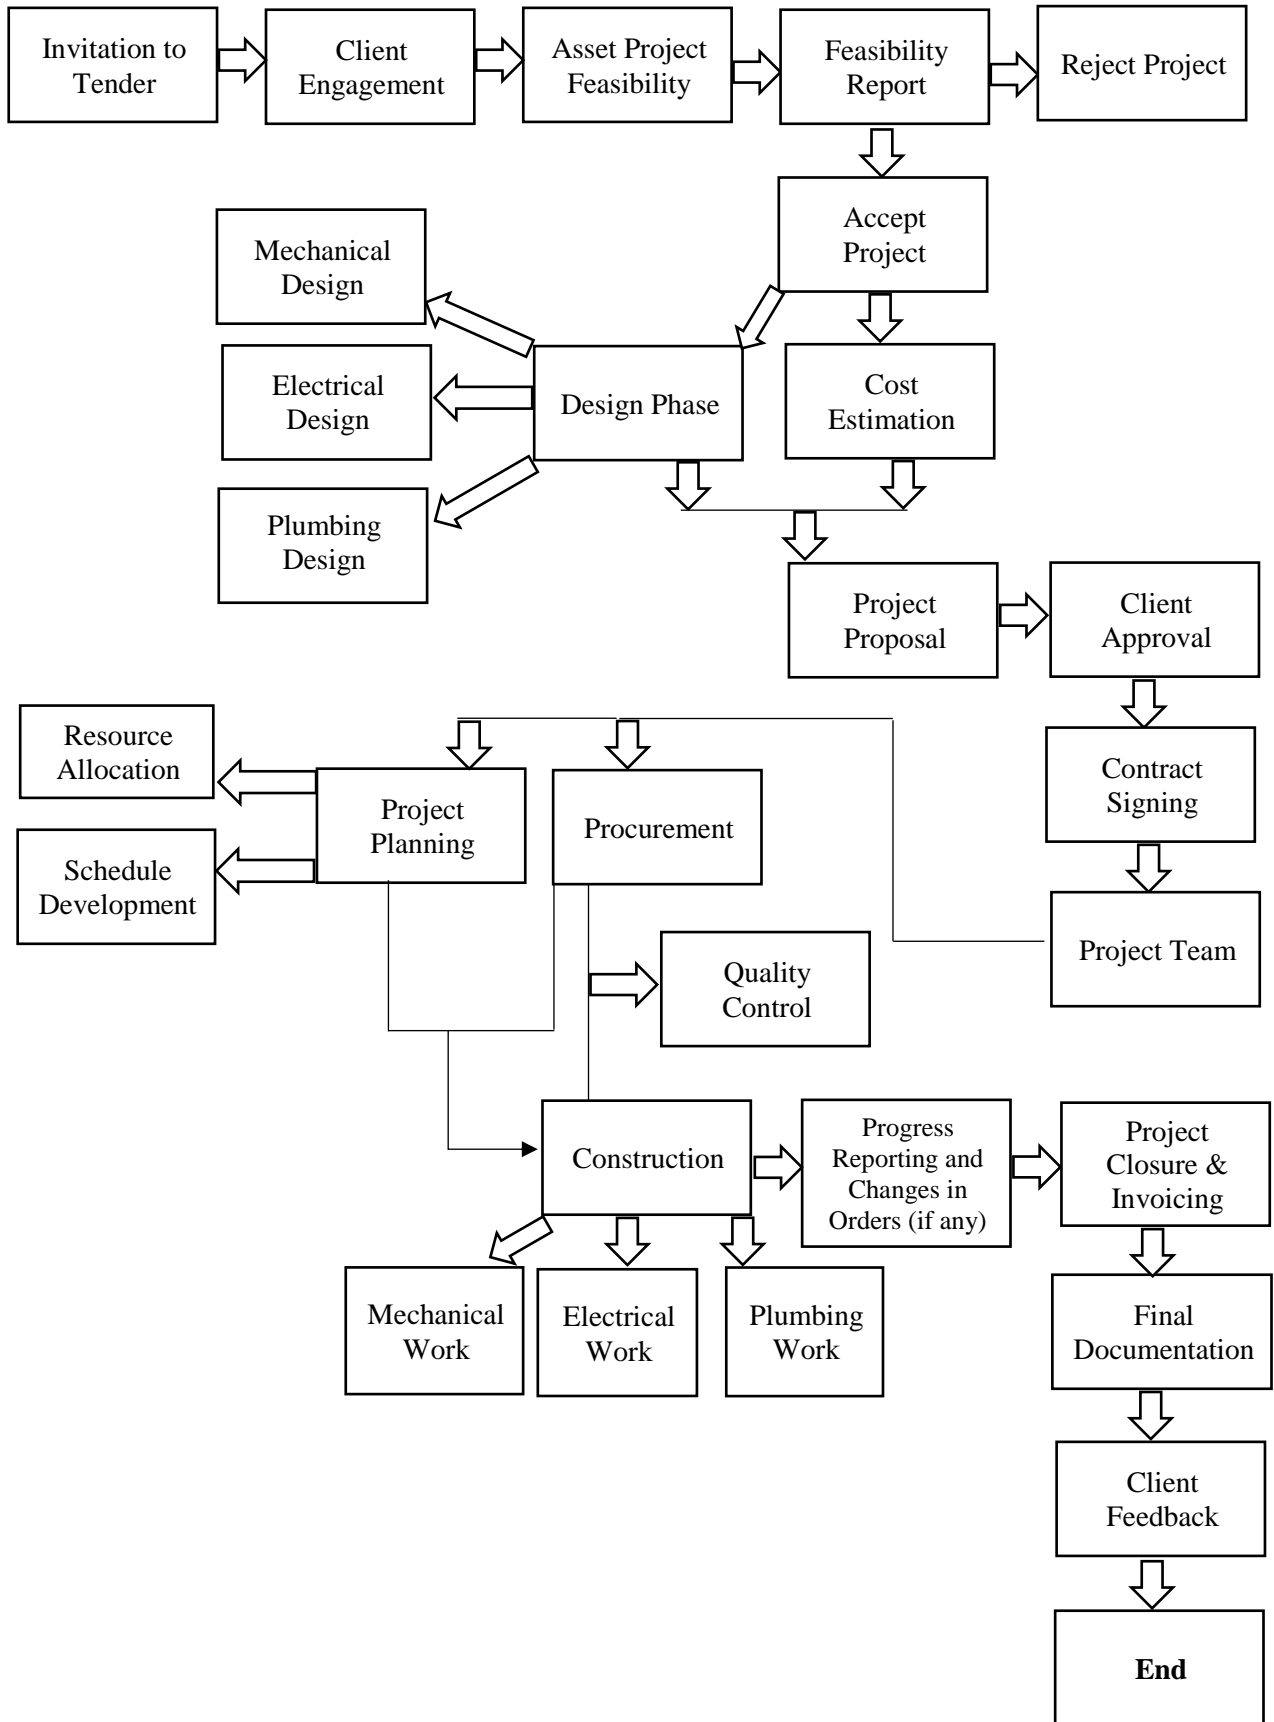 Invitation to
Tender
Client
Engagement
Asset Project
Feasibility
Feasibility
Report
Reject Project
Accept
Project
Mechanical
Design
Electrical
Design
Design Phase
Cost
Estimation
Plumbing
Design
Project
Proposal
Client
Approval
Resource
Allocation
Project
Planning
Procurement
Contract
Signing
Schedule
Development
Project Team
Quality
Control
Construction
Progress
Reporting and
Changes in
Orders (if any)
Project
Closure &
Invoicing
Mechanical
Work
Electrical
Work
Plumbing
Work
Final
Documentation
Client
Feedback
End